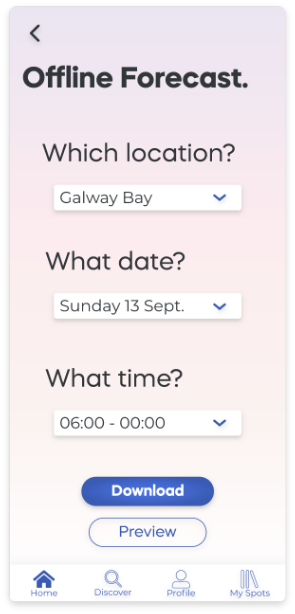 Offline Forecast.
Which location?
Galway Bay
What date?
Sunday 13 Sept.
What time?
06:00 - 00:00
Download
Preview
Home Discover Profile My Spots